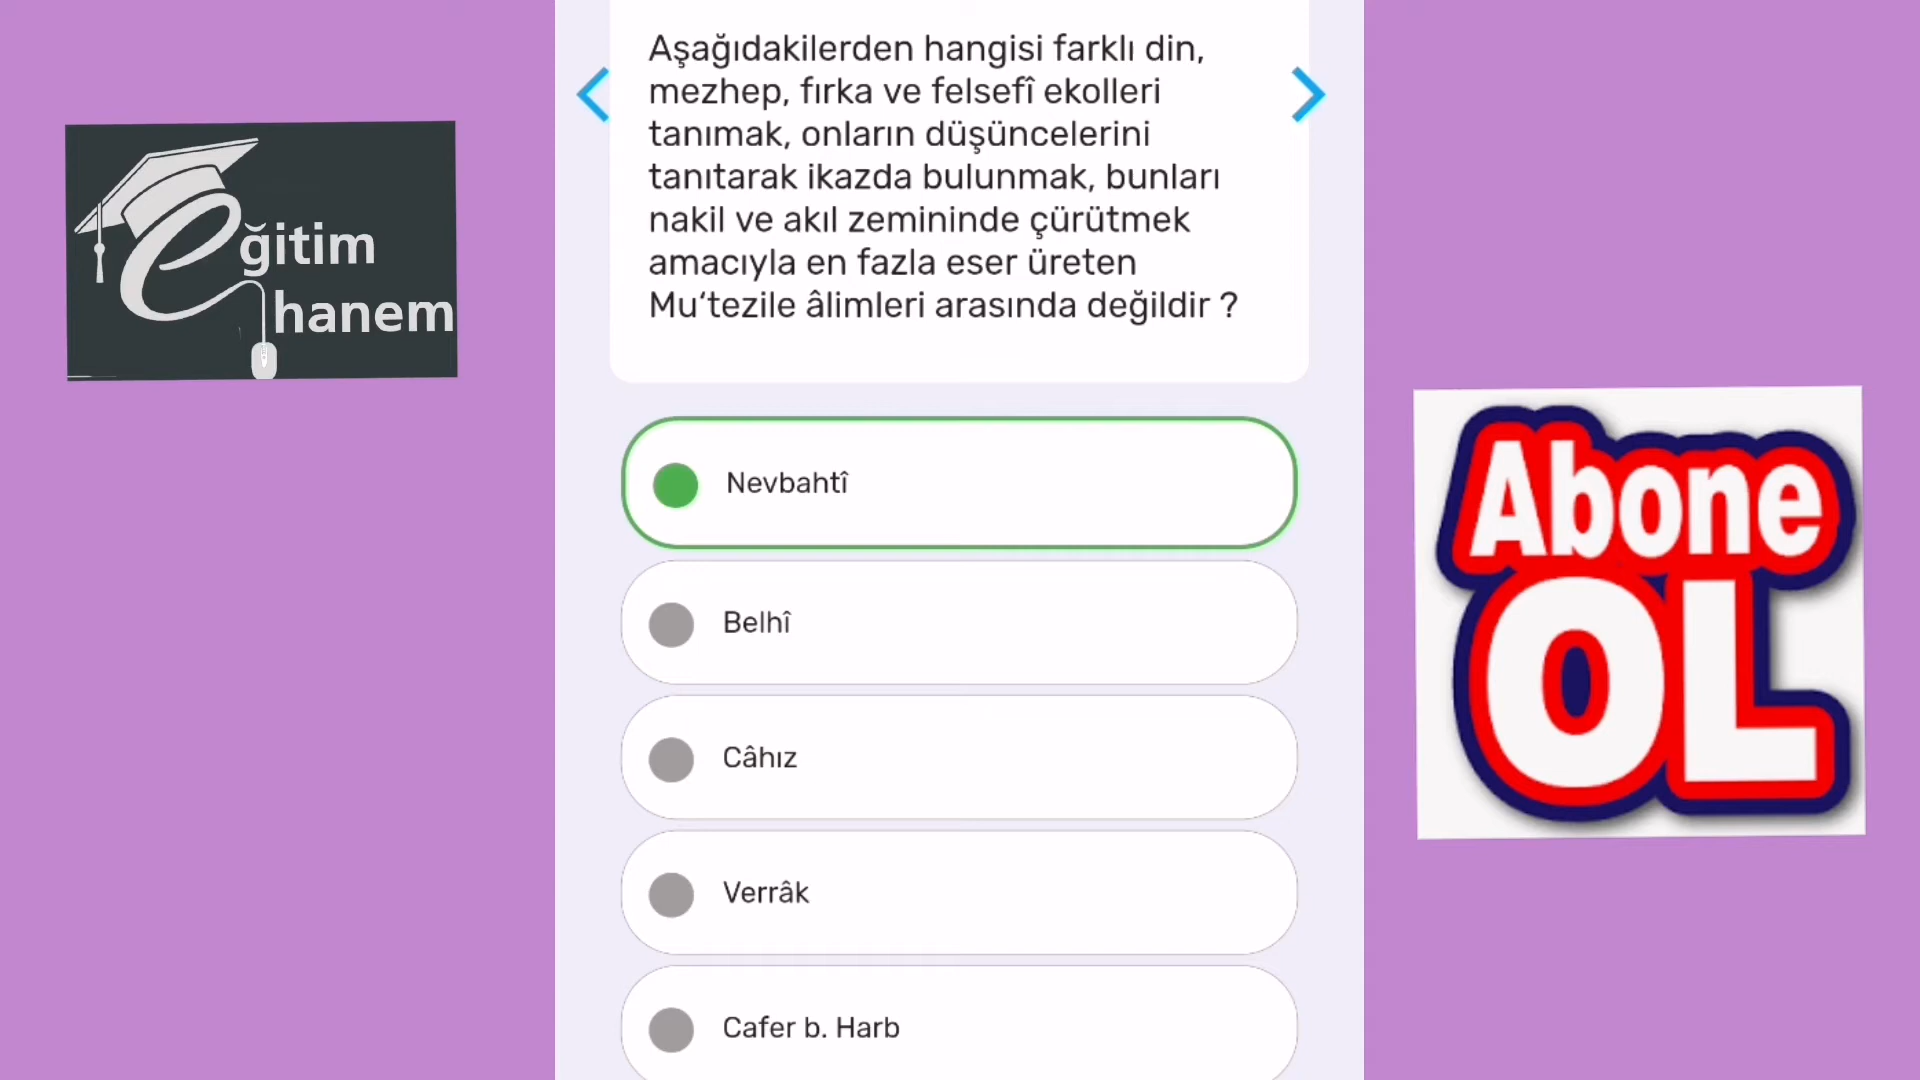 eğitim
hanem
Aşağıdakilerden hangisi farklı din,
mezhep, fırka ve felsefî ekolleri
tanımak, onların düşüncelerini
tanıtarak ikazda bulunmak, bunları
nakil ve akıl zemininde çürütmek
amacıyla en fazla eser üreten
Mu‘tezile âlimleri arasında değildir ?
Nevbahtî
Belhî
Câhız
Verrâk
Cafer b. Harb
Abone
OL